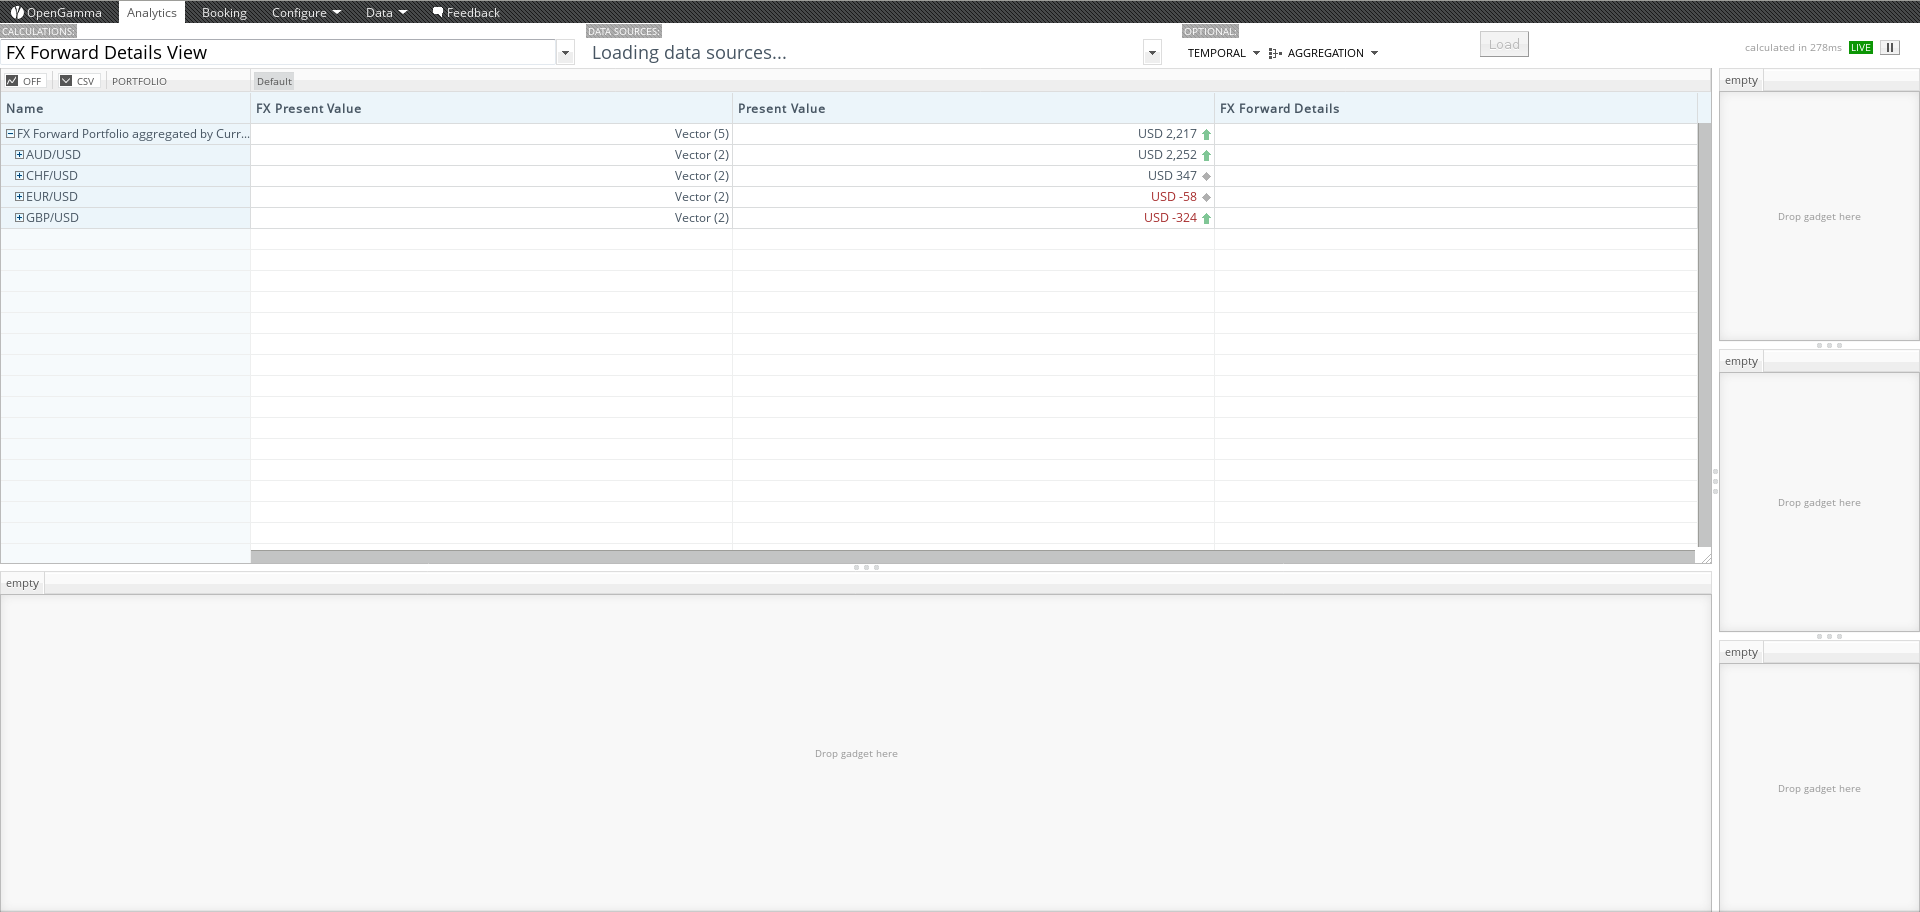 OpenGamma Analytics Booking Configure Data Feedback
CALCULATIONS: DATA SOURCES: OPTIONAL:
FX Forward Details View Loading data sources... TEMPORAL AGGREGATION Load calculated in 278ms LIVE
OFF CSV PORTFOLIO Default empty
Name FX Present Value Present Value FX Forward Details
FX Forward Portfolio aggregated by Curr... Vector (5) USD 2,217
AUD/USD Vector (2) USD 2,252
CHF/USD Vector (2) USD 347
EUR/USD Vector (2) USD -58
GBP/USD Vector (2) USD -324
Drop gadget here
empty
Drop gadget here
empty
empty
Drop gadget here
Drop gadget here